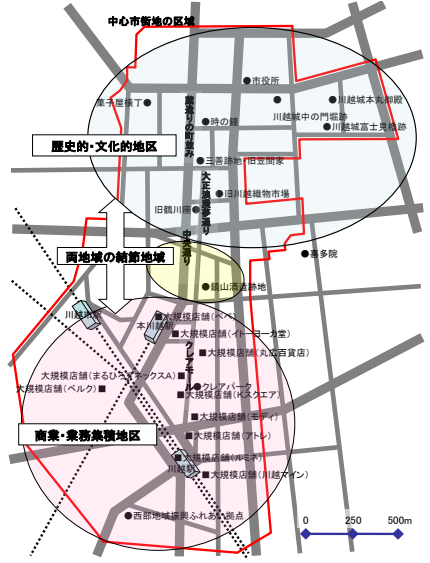 中心市街地の区域
市役所
菓子屋横丁
川越城本丸御殿
蔵造りの町並み
時の鐘
川越城中の門堀跡
川越城富士見櫓跡
歴史的・文化的地区
三善跡地・旧笠間家
大正浪漫夢通り
旧川越織物市場
旧鶴川座
中央通り
両地域の結節地域
喜多院
鏡山酒造跡地
川越市駅
大規模店舗(ペペ)
本川越駅
大規模店舗(イトーヨーカ堂)
クレアモール
大規模店舗(丸広百貨店)
大規模店舗(まるひろアネックスA)
大規模店舗(ベルク)
クレアパーク
大規模店舗(Kスクエア)
大規模店舗(モディ)
商業・業務集積地区
大規模店舗(アトレ)
大規模店舗(ルミネ)
川越駅
大規模店舗(川越マイン)
西部地域振興ふれあい拠点
0 250 500m